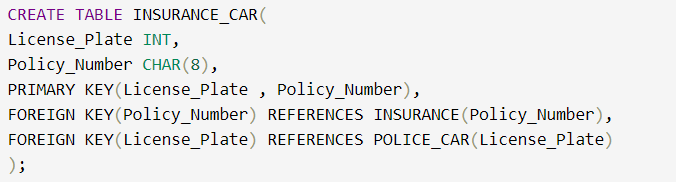 CREATE TABLE INSURANCE_CAR(
License_Plate INT,
Policy_Number CHAR(8),
PRIMARY KEY(License_Plate , Policy_Number),
FOREIGN KEY(Policy_Number) REFERENCES INSURANCE(Policy_Number),
FOREIGN KEY(License_Plate) REFERENCES POLICE_CAR(License_Plate)
);